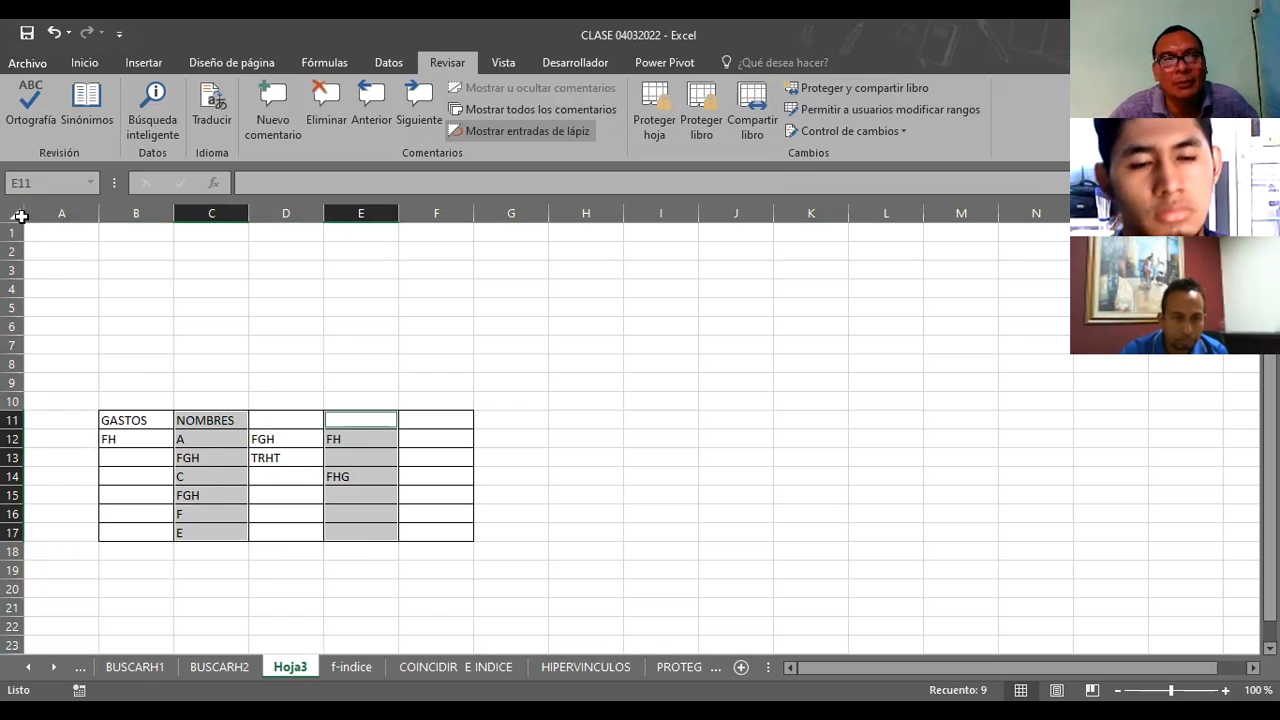 CLASE 04032022 - Excel
Archivo Inicio Insertar Diseño de página Fórmulas Datos Revisar Vista Desarrollador Power Pivot ¿Qué desea hacer?
ABC
Ortografía Sinónimos
Revisión
Búsqueda inteligente
Datos
Traducir
Idioma
Nuevo comentario Eliminar Anterior Siguiente
Mostrar u ocultar comentarios
Mostrar todos los comentarios
Mostrar entradas de lápiz
Comentarios
Proteger hoja Proteger libro Compartir libro
Proteger y compartir libro
Permitir a usuarios modificar rangos
Control de cambios
Cambios
E11 fx
A B C D E F G H I J K L M N
1
2
3
4
5
6
7
8
9
10
11 GASTOS NOMBRES
12 FH A FGH FH
13 FGH TRHT
14 C FHG
15 FGH
16 F
17 E
18
19
20
21
22
23
... BUSCARH1 BUSCARH2 Hoja3 f-indice COINCIDIR E INDICE HIPERVINCULOS PROTEG ...
Listo Recuento: 9 100 %